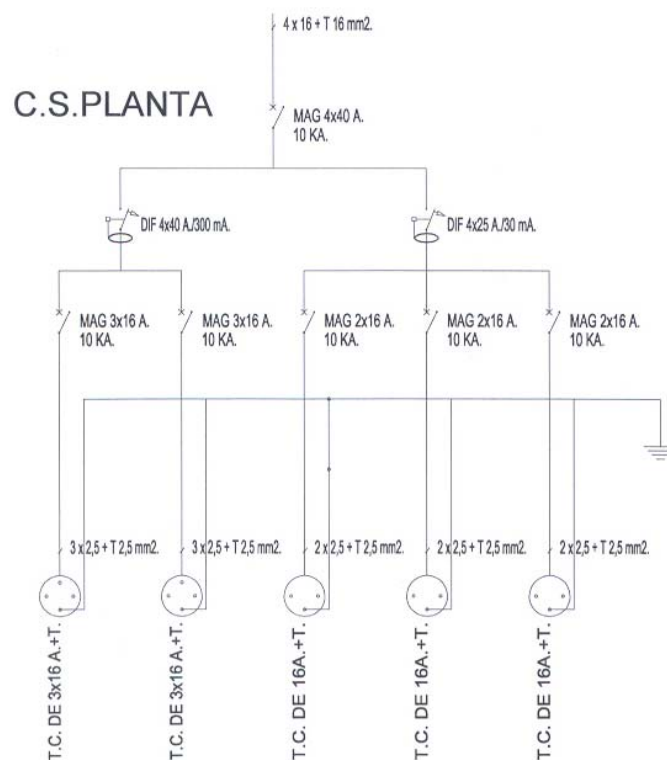 4 x 16 + T 16 mm2.
C.S.PLANTA
MAG 4x40 A.
10 KA.
DIF 4x40 A./300 mA.
DIF 4x25 A./30 mA.
MAG 3x16 A.
10 KA.
MAG 3x16 A.
10 KA.
MAG 2x16 A.
10 KA.
MAG 2x16 A.
10 KA.
MAG 2x16 A.
10 KA.
3 x 2,5 + T 2,5 mm2.
3 x 2,5 + T 2,5 mm2.
2 x 2,5 + T 2,5 mm2.
2 x 2,5 + T 2,5 mm2.
2 x 2,5 + T 2,5 mm2.
T.C. DE 3x16 A.+T.
T.C. DE 3x16 A.+T.
T.C. DE 16A.+T.
T.C. DE 16A.+T.
T.C. DE 16A.+T.